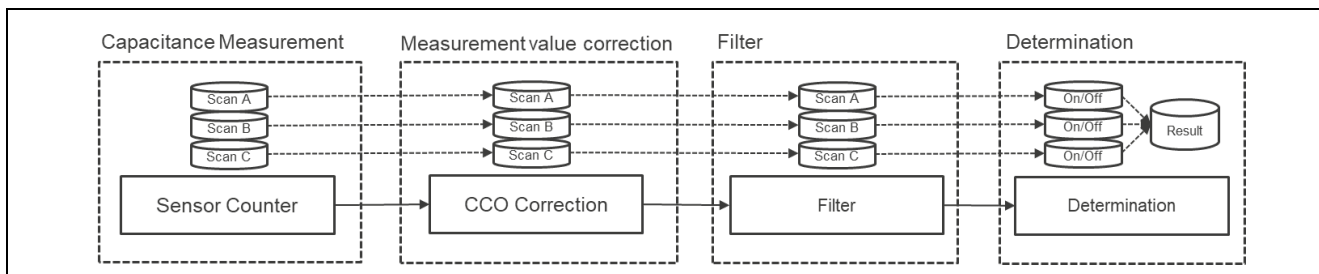 Capacitance Measurement
Measurement value correction
Filter
Determination
Scan A
Scan B
Scan C
Scan A
Scan B
Scan C
Scan A
Scan B
Scan C
On/Off
On/Off
On/Off
Result
Sensor Counter
CCO Correction
Filter
Determination